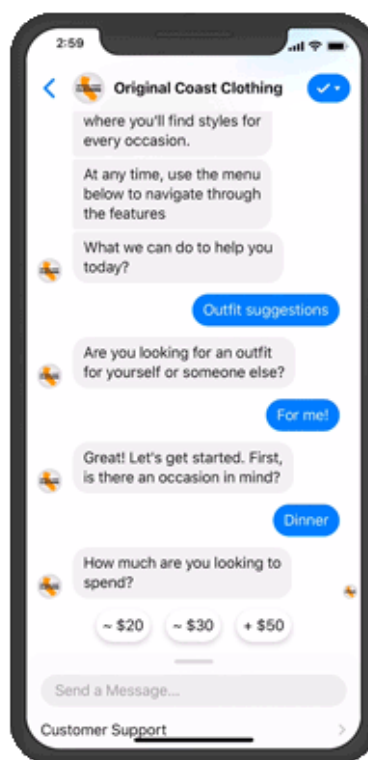 2:59
Original Coast Clothing
where you'll find styles for
every occasion.
At any time, use the menu
below to navigate through
the features
What we can do to help you
today?
Outfit suggestions
Are you looking for an outfit
for yourself or someone else?
For me!
Great! Let's get started. First,
is there an occasion in mind?
Dinner
How much are you looking to
spend?
~ $20 ~ $30 + $50
Send a Message...
Customer Support